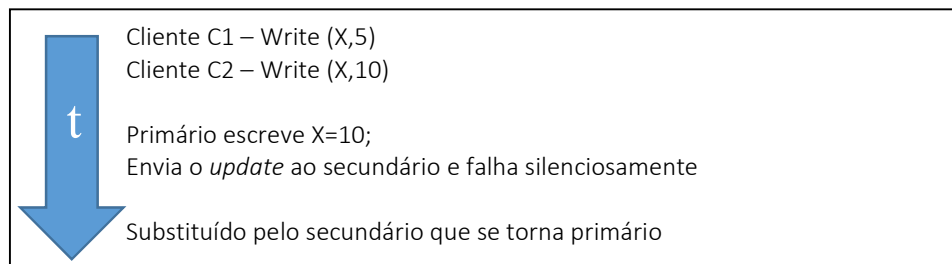 Cliente C1 – Write (X,5)
Cliente C2 – Write (X,10)
t
Primário escreve X=10;
Envia o update ao secundário e falha silenciosamente
Substituído pelo secundário que se torna primário